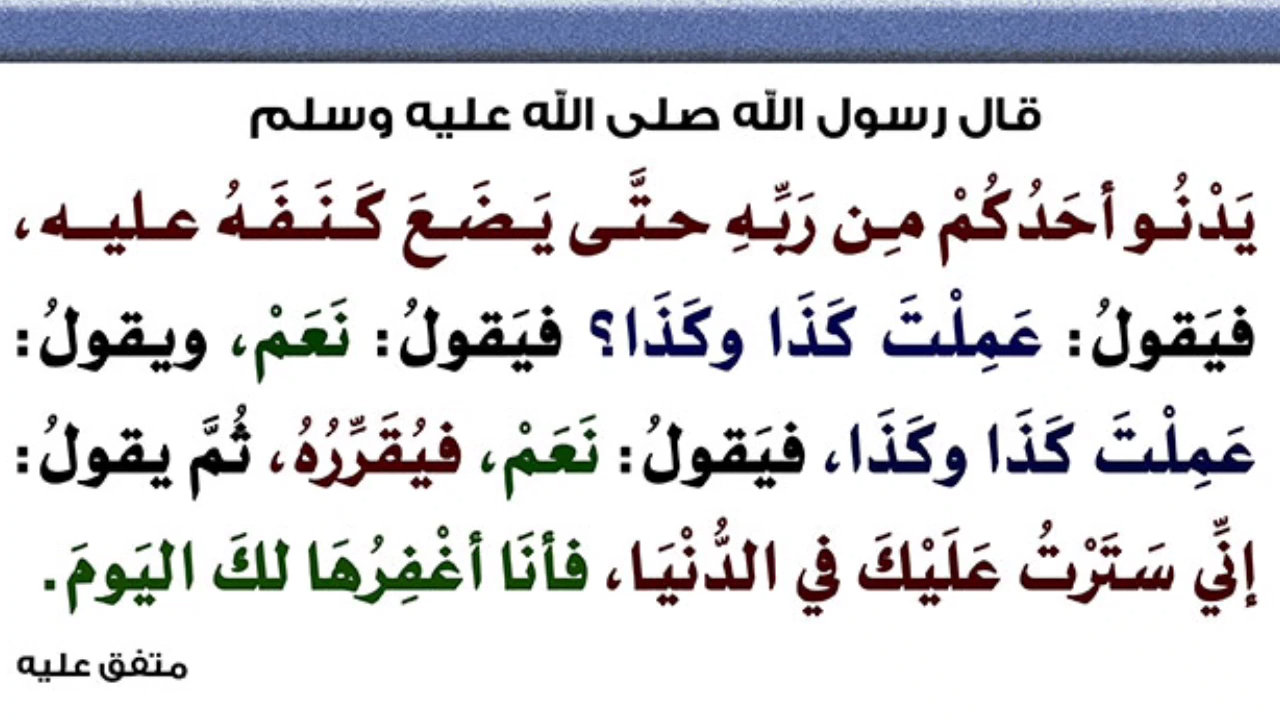 قال رسول الله صلى الله عليه وسلم
يَدْنُو أحَدُكُمْ مِن رَبِّهِ حتَّى يَضَعَ كَنَفَهُ عليه،
فيَقولُ: عَمِلْتَ كَذَا وكَذَا؟ فيَقولُ: نَعَمْ، ويقولُ:
عَمِلْتَ كَذَا وكَذَا، فيَقولُ: نَعَمْ، فيُقَرِّرُهُ، ثُمَّ يقولُ:
إنِّي سَتَرْتُ عَلَيْكَ في الدُّنْيَا، فأنَا أغْفِرُهَا لكَ اليَومَ.
متفق عليه